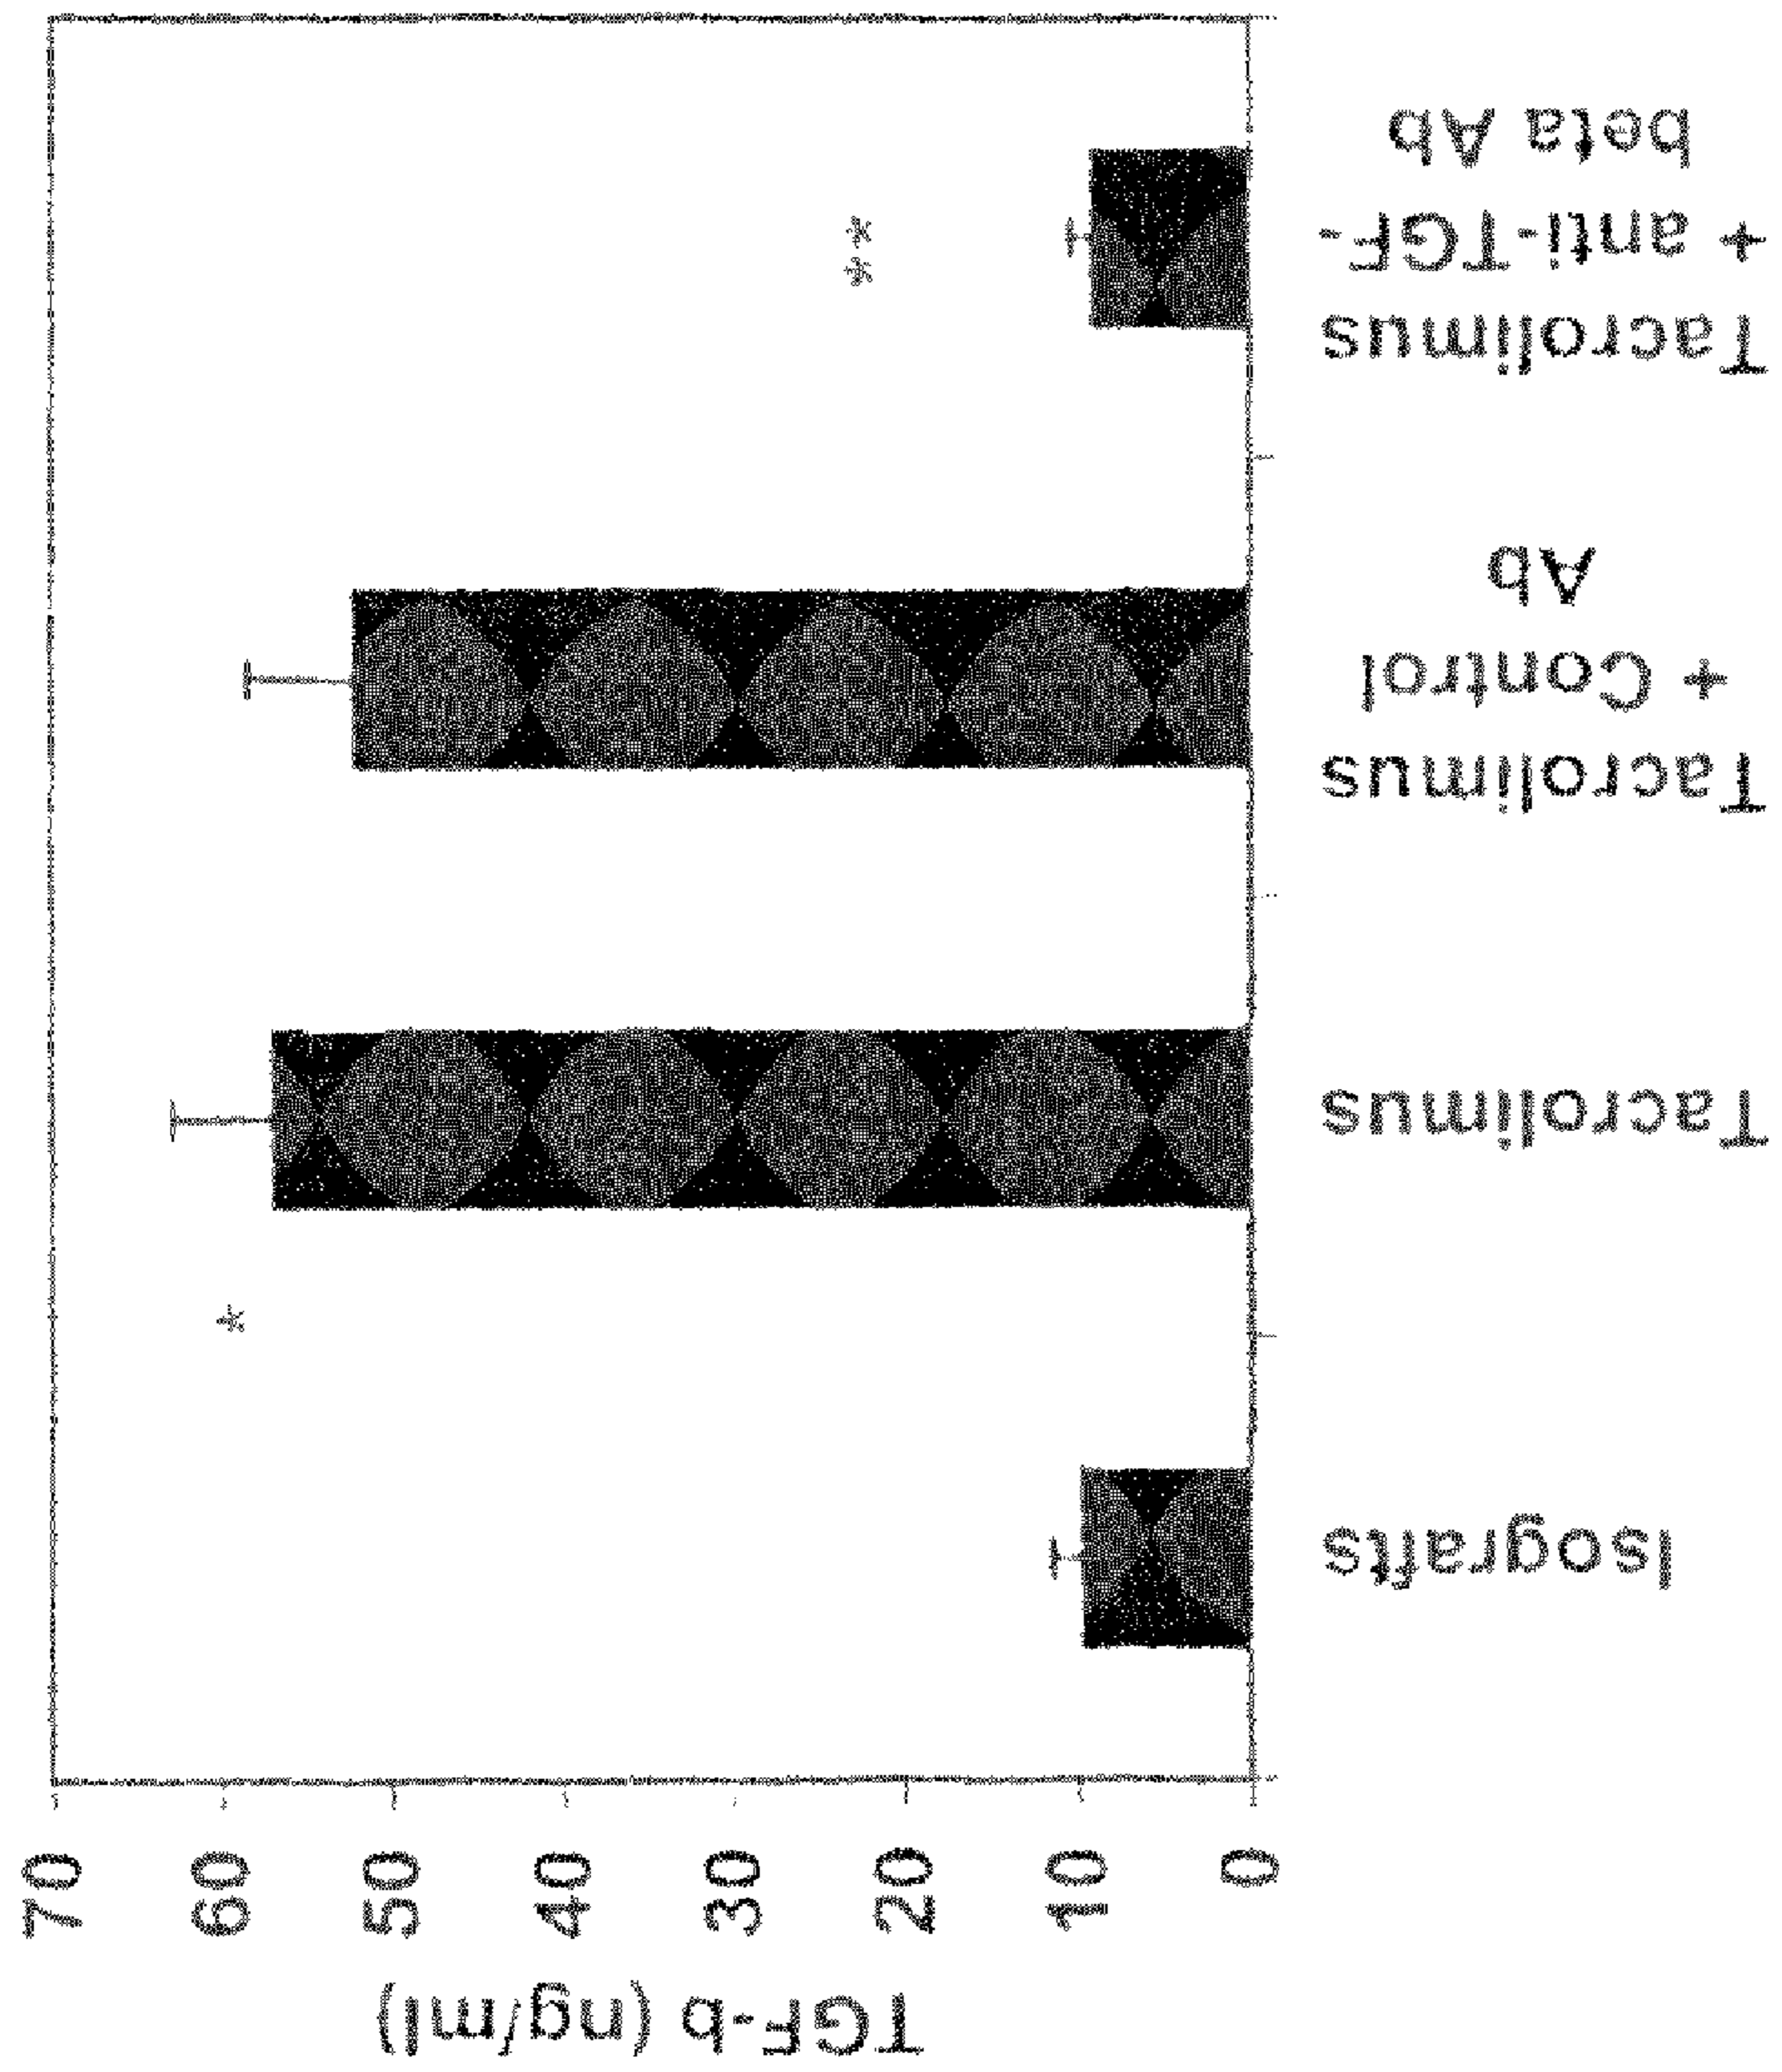 TGF-b (ng/ml)
70
60
50
40
30
20
10
0
*
**
Isografts
Tacrolimus
Tacrolimus
+ Control
Ab
Tacrolimus
+ anti-TGF-
beta Ab